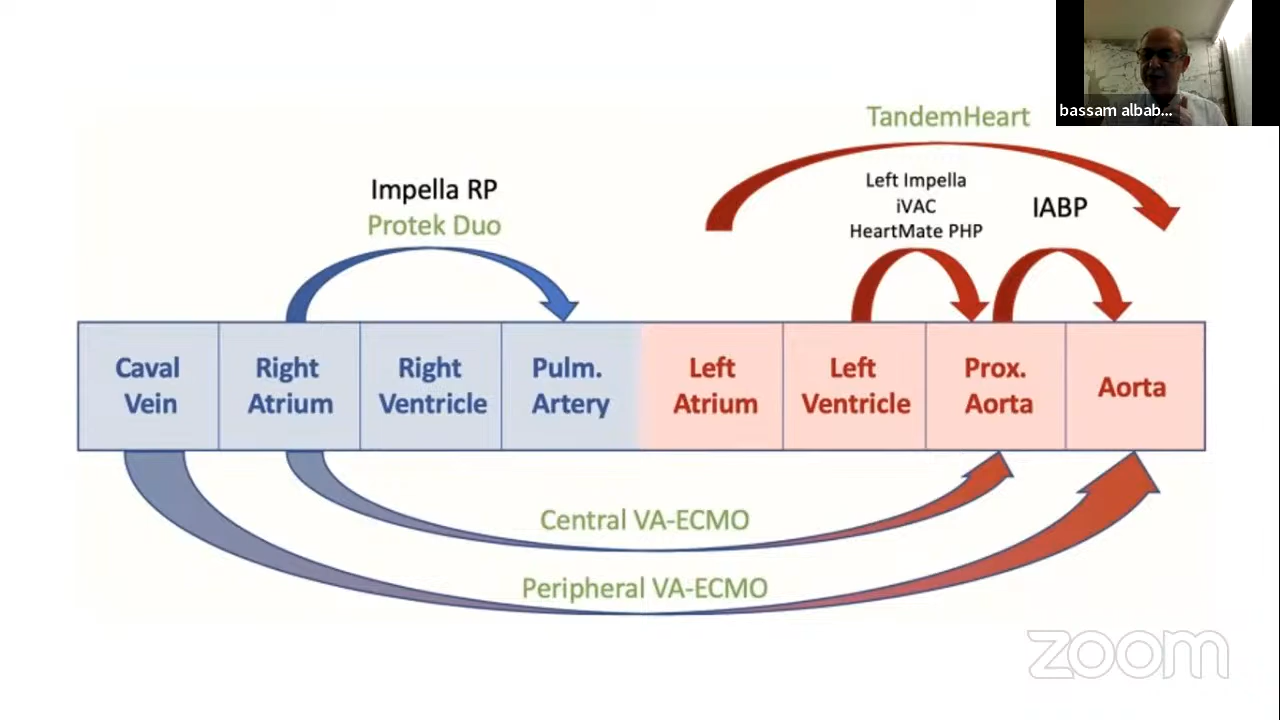 bassam albab...
TandemHeart
Impella RP
Protek Duo
Left Impella
iVAC
HeartMate PHP
IABP
Caval
Vein
Right
Atrium
Right
Ventricle
Pulm.
Artery
Left
Atrium
Left
Ventricle
Prox.
Aorta
Aorta
Central VA-ECMO
Peripheral VA-ECMO
zoom